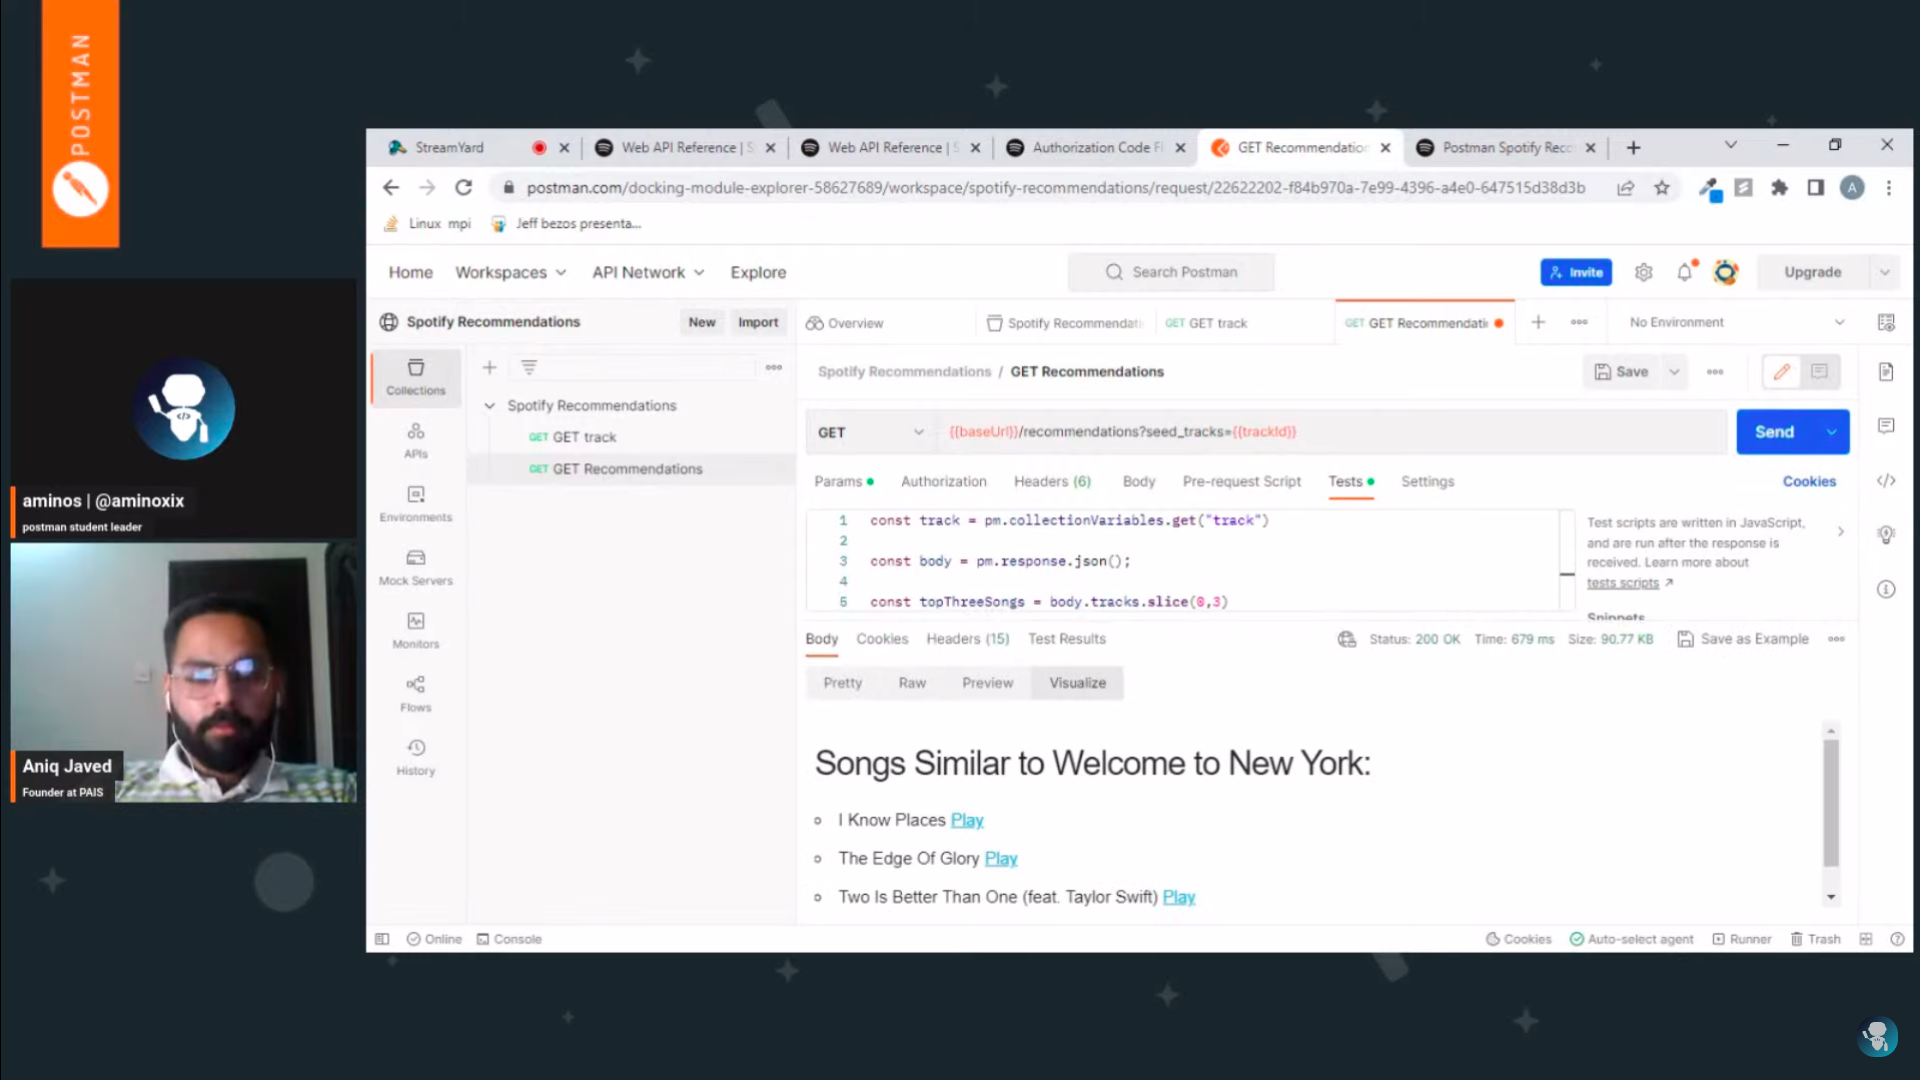 POSTMAN
StreamYard
Web API Reference | S
Web API Reference | S
Authorization Code Fl
GET Recommendation
Postman Spotify Reco
postman.com/docking-module-explorer-58627689/workspace/spotify-recommendations/request/22622202-f84b970a-7e99-4396-a4e0-647515d38d3b
A
Linux mpi
Jeff bezos presenta...
Home
Workspaces
API Network
Explore
Search Postman
Invite
Upgrade
Spotify Recommendations
New
Import
Overview
Spotify Recommendati
GET GET track
GET GET Recommendati
No Environment
Collections
APIs
Environments
Mock Servers
Monitors
Flows
History
Spotify Recommendations
GET GET track
GET GET Recommendations
Spotify Recommendations / GET Recommendations
Save
GET
{{baseUrl}}/recommendations?seed_tracks={{trackId}}
Send
Params
Authorization
Headers (6)
Body
Pre-request Script
Tests
Settings
Cookies
1 const track = pm.collectionVariables.get("track")
2
3 const body = pm.response.json();
4
5 const topThreeSongs = body.tracks.slice(0,3)
Test scripts are written in JavaScript,
and are run after the response is
received. Learn more about
tests scripts
Snippets
Body
Cookies
Headers (15)
Test Results
Status: 200 OK
Time: 679 ms
Size: 90.77 KB
Save as Example
Pretty
Raw
Preview
Visualize
Songs Similar to Welcome to New York:
I Know Places Play
The Edge Of Glory Play
Two Is Better Than One (feat. Taylor Swift) Play
Online
Console
Cookies
Auto-select agent
Runner
Trash
aminos | @aminoxix
postman student leader
Aniq Javed
Founder at PAIS